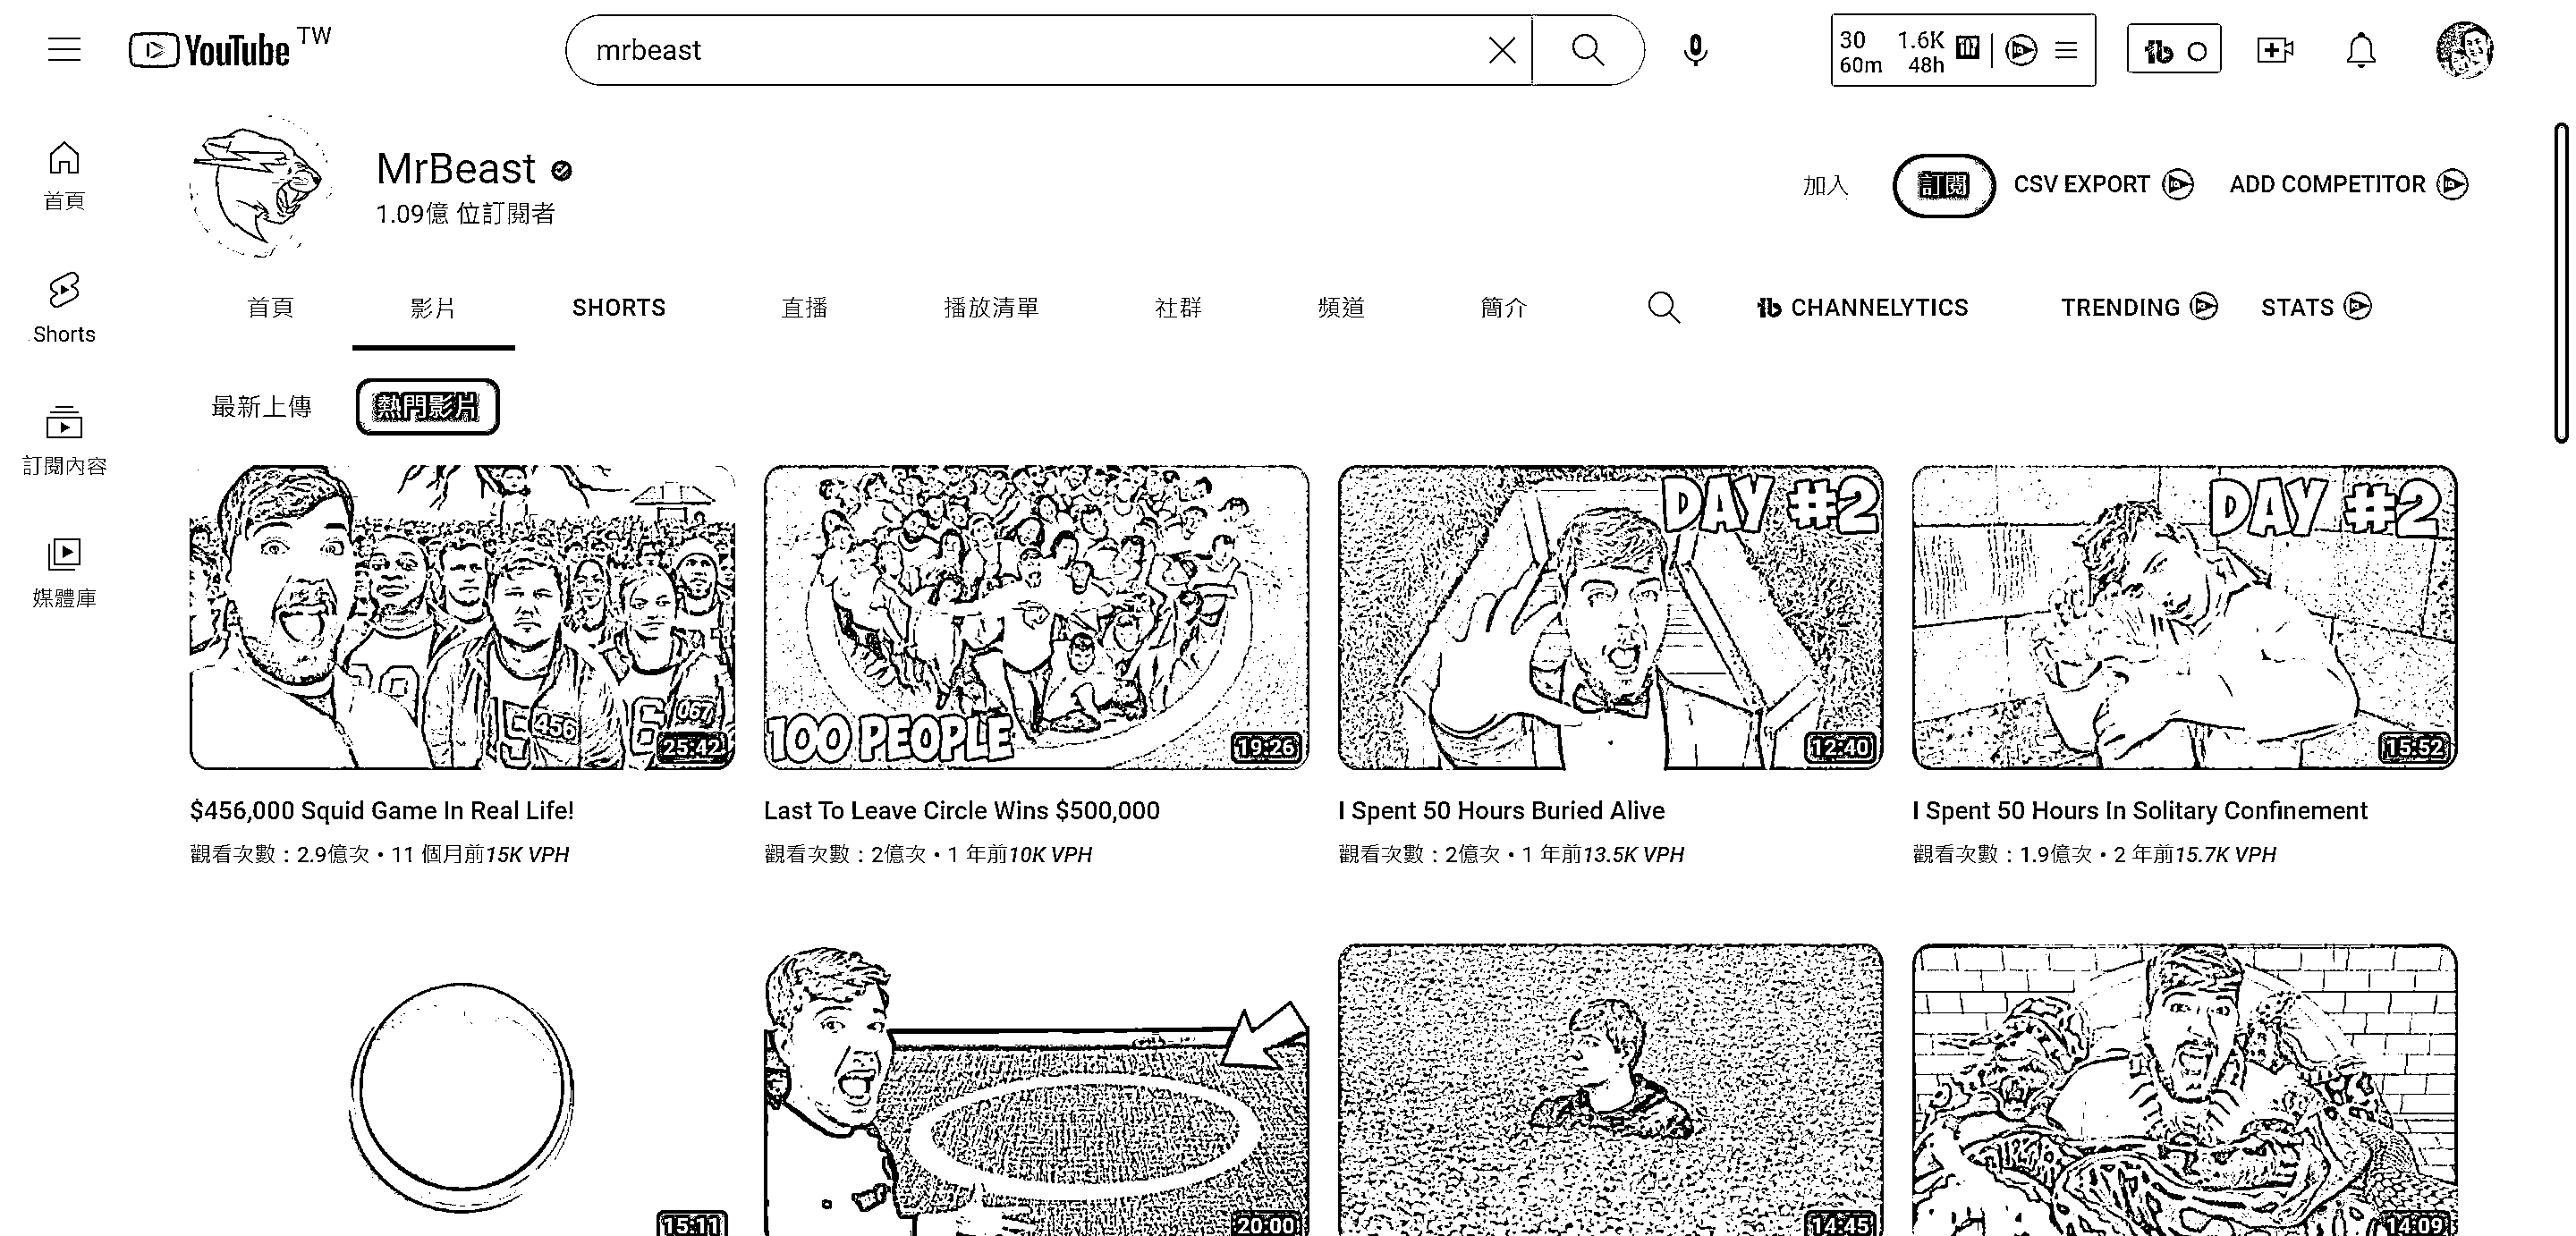 YouTube TW
mrbeast
30 1.6K
60m 48h
首頁
Shorts
訂閱內容
媒體庫
MrBeast
1.09億 位訂閱者
加入
訂閱
CSV EXPORT
ADD COMPETITOR
首頁 影片 SHORTS 直播 播放清單 社群 頻道 簡介 CHANNELYTICS TRENDING STATS
最新上傳 熱門影片
456
067
25:42
$456,000 Squid Game In Real Life!
觀看次數：2.9億次・11 個月前15K VPH
100 PEOPLE
19:26
Last To Leave Circle Wins $500,000
觀看次數：2億次・1 年前10K VPH
DAY #2
12:40
I Spent 50 Hours Buried Alive
觀看次數：2億次・1 年前13.5K VPH
DAY #2
15:52
I Spent 50 Hours In Solitary Confinement
觀看次數：1.9億次・2 年前15.7K VPH
15:11
20:00
14:45
14:09